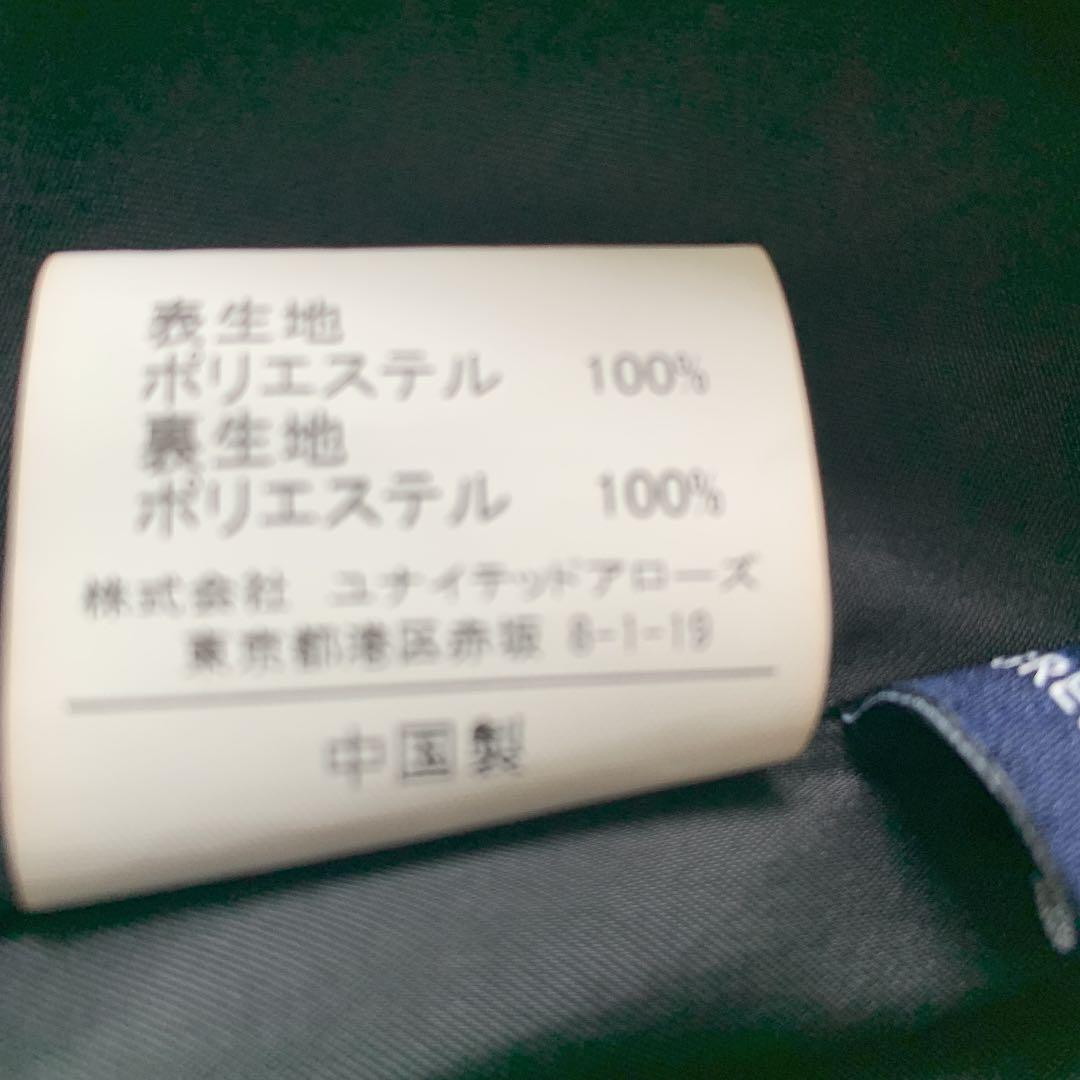 表生地
ポリエステル 100%
裏生地
ポリエステル 100%
株式会社 ユナイテッドアローズ
東京都港区赤坂 8-1-19
中国製